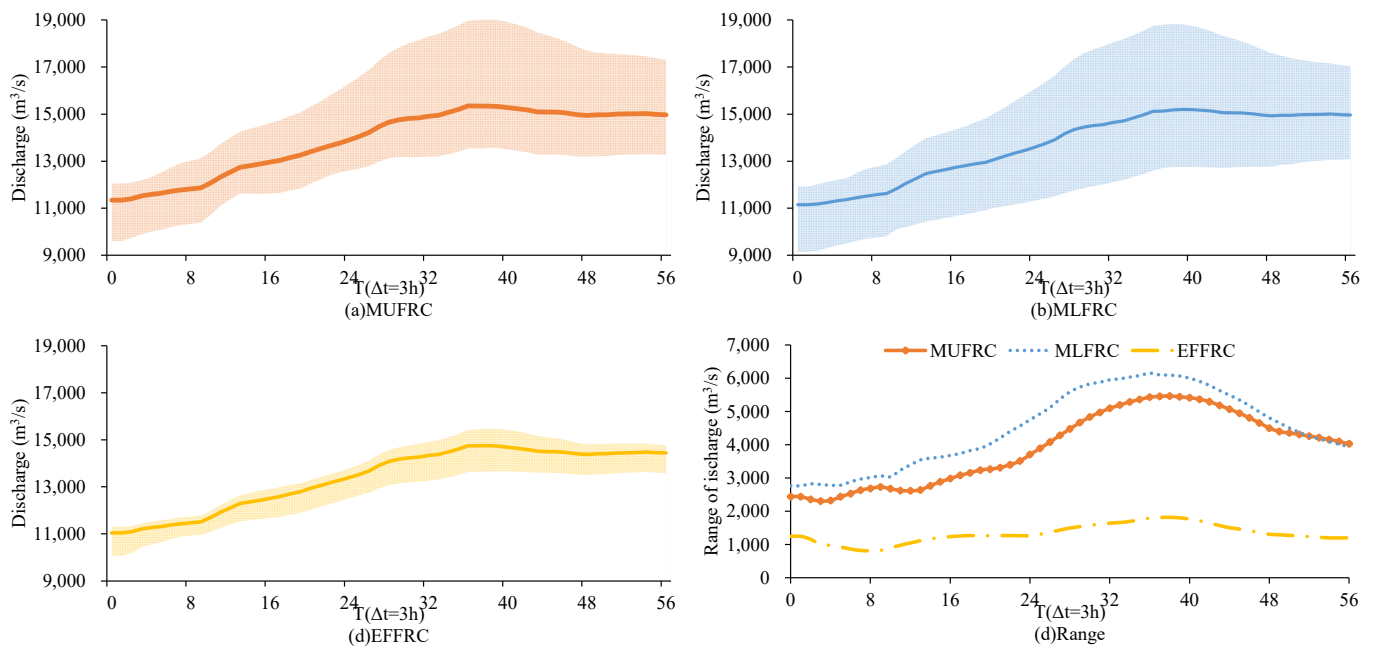 Discharge (m³/s)
19,000
17,000
15,000
13,000
11,000
9,000
0 8 16 24 32 40 48 56
T(Δt=3h)
(a)MUFRC
Discharge (m³/s)
19,000
17,000
15,000
13,000
11,000
9,000
0 8 16 24 32 40 48 56
T(Δt=3h)
(b)MLFRC
Discharge (m³/s)
19,000
17,000
15,000
13,000
11,000
9,000
0 8 16 24 32 40 48 56
T(Δt=3h)
(d)EFFRC
Range of ischarge (m³/s)
7,000
6,000
5,000
4,000
3,000
2,000
1,000
0
MUFRC MLFRC EFFRC
0 8 16 24 32 40 48 56
T(Δt=3h)
(d)Range